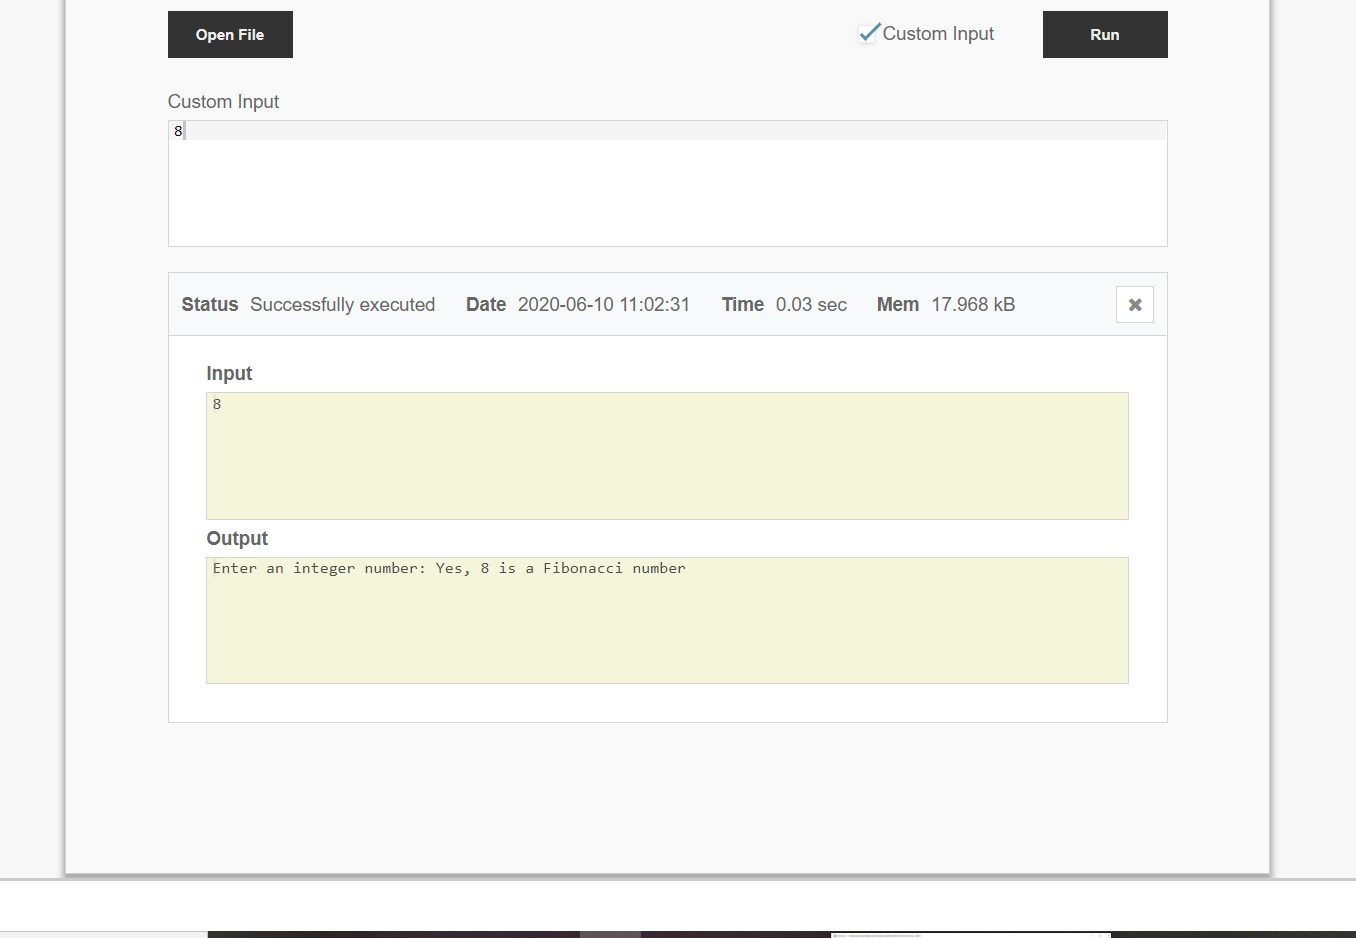 Open File
Custom Input
Run
Custom Input
8
Status Successfully executed Date 2020-06-10 11:02:31 Time 0.03 sec Mem 17.968 kB
Input
8
Output
Enter an integer number: Yes, 8 is a Fibonacci number